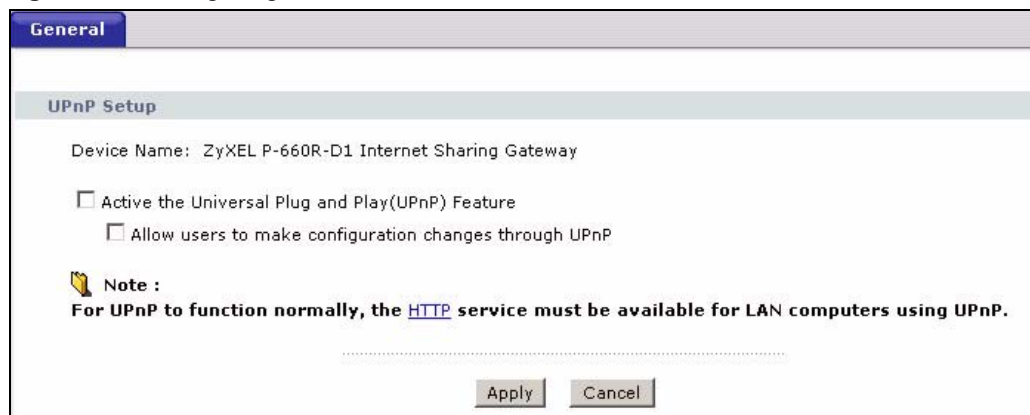 General
UPnP Setup
Device Name: ZyXEL P-660R-D1 Internet Sharing Gateway
Active the Universal Plug and Play(UPnP) Feature
Allow users to make configuration changes through UPnP
Note :
For UPnP to function normally, the HTTP service must be available for LAN computers using UPnP.
Apply Cancel